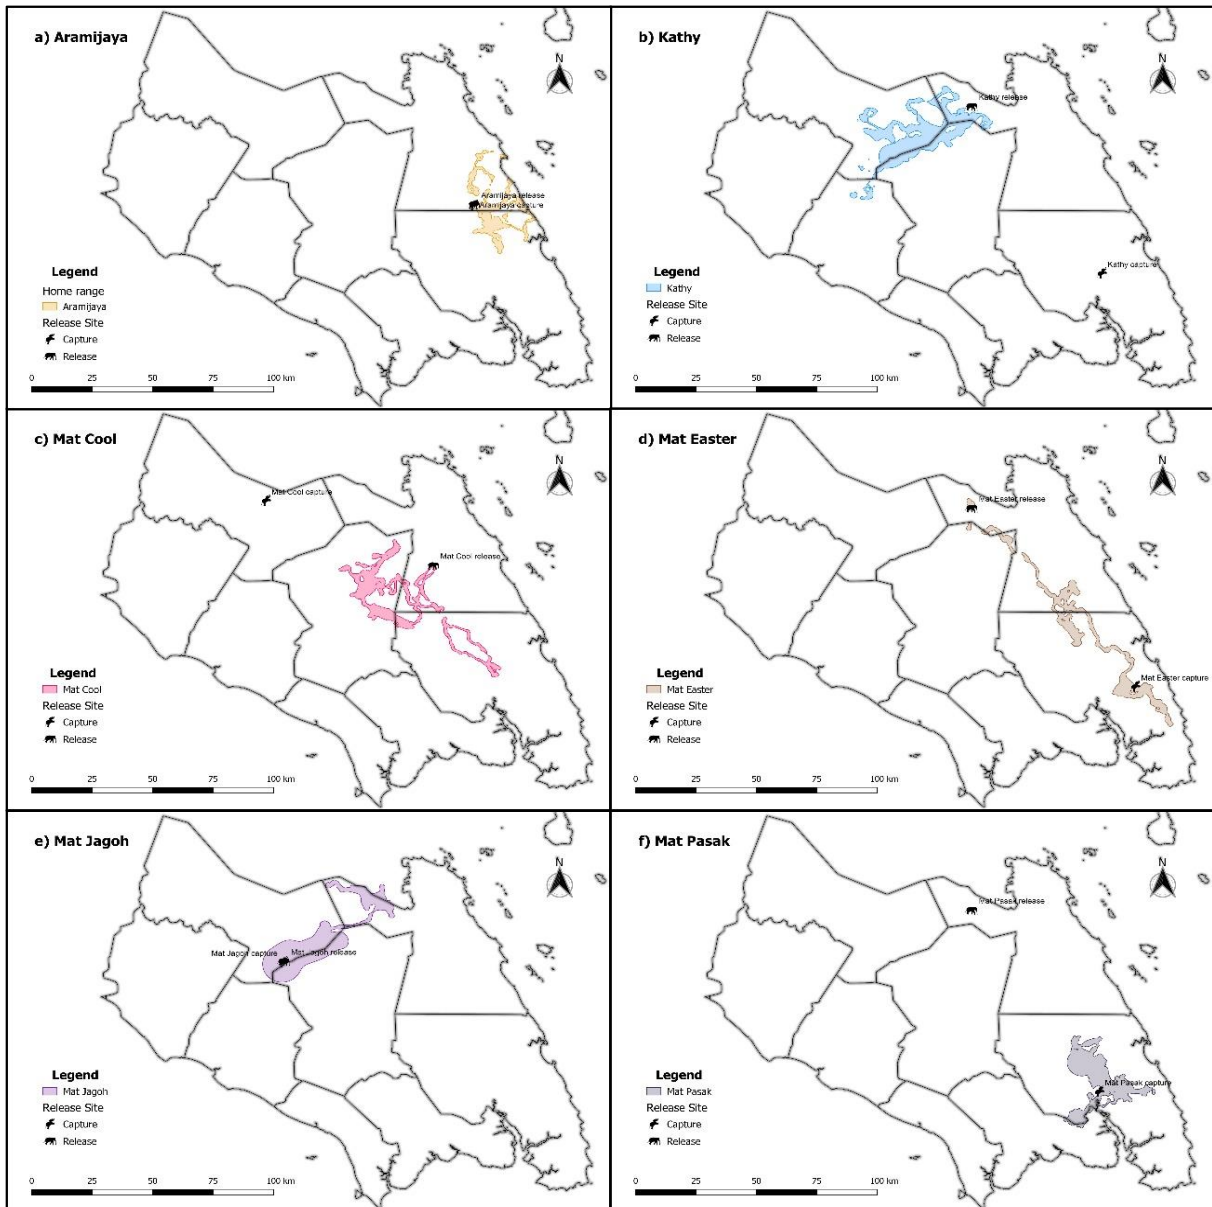 a) Aramijaya
N
Aramijaya release
Aramijaya capture
Legend
Home range
Aramijaya
Release Site
Capture
Release
0 25 50 75 100 km
b) Kathy
N
Kathy release
Kathy capture
Legend
Kathy
Release Site
Capture
Release
0 25 50 75 100 km
c) Mat Cool
N
Mat Cool capture
Mat Cool release
Legend
Mat Cool
Release Site
Capture
Release
0 25 50 75 100 km
d) Mat Easter
N
Mat Easter release
Mat Easter capture
Legend
Mat Easter
Release Site
Capture
Release
0 25 50 75 100 km
e) Mat Jagoh
N
Mat Jagoh capture
Mat Jagoh release
Legend
Mat Jagoh
Release Site
Capture
Release
0 25 50 75 100 km
f) Mat Pasak
N
Mat Pasak release
Mat Pasak capture
Legend
Mat Pasak
Release Site
Capture
Release
0 25 50 75 100 km